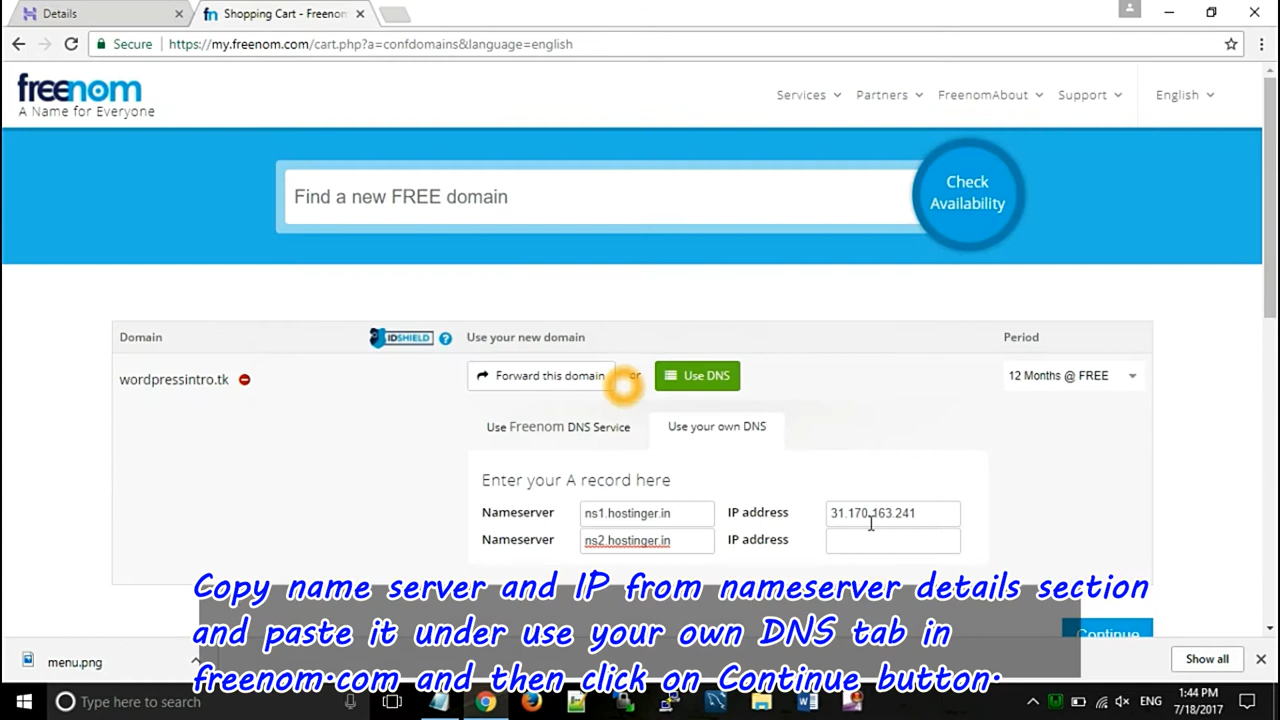 Details
Shopping Cart - Freenom
Secure
https://my.freenom.com/cart.php?a=confdomains&language=english
freenom
A Name for Everyone
Services
Partners
FreenomAbout
Support
English
Find a new FREE domain
Check
Availability
Domain
IDSHIELD
?
Use your new domain
Period
wordpressintro.tk
Forward this domain
or
Use DNS
12 Months @ FREE
Use Freenom DNS Service
Use your own DNS
Enter your A record here
Nameserver ns1.hostinger.in IP address 31.170.163.241
Nameserver ns2.hostinger.in IP address
Continue
Copy name server and IP from nameserver details section
and paste it under use your own DNS tab in
freenom.com and then click on Continue button.
menu.png
Show all
Type here to search
ENG
1:44 PM
7/18/2017